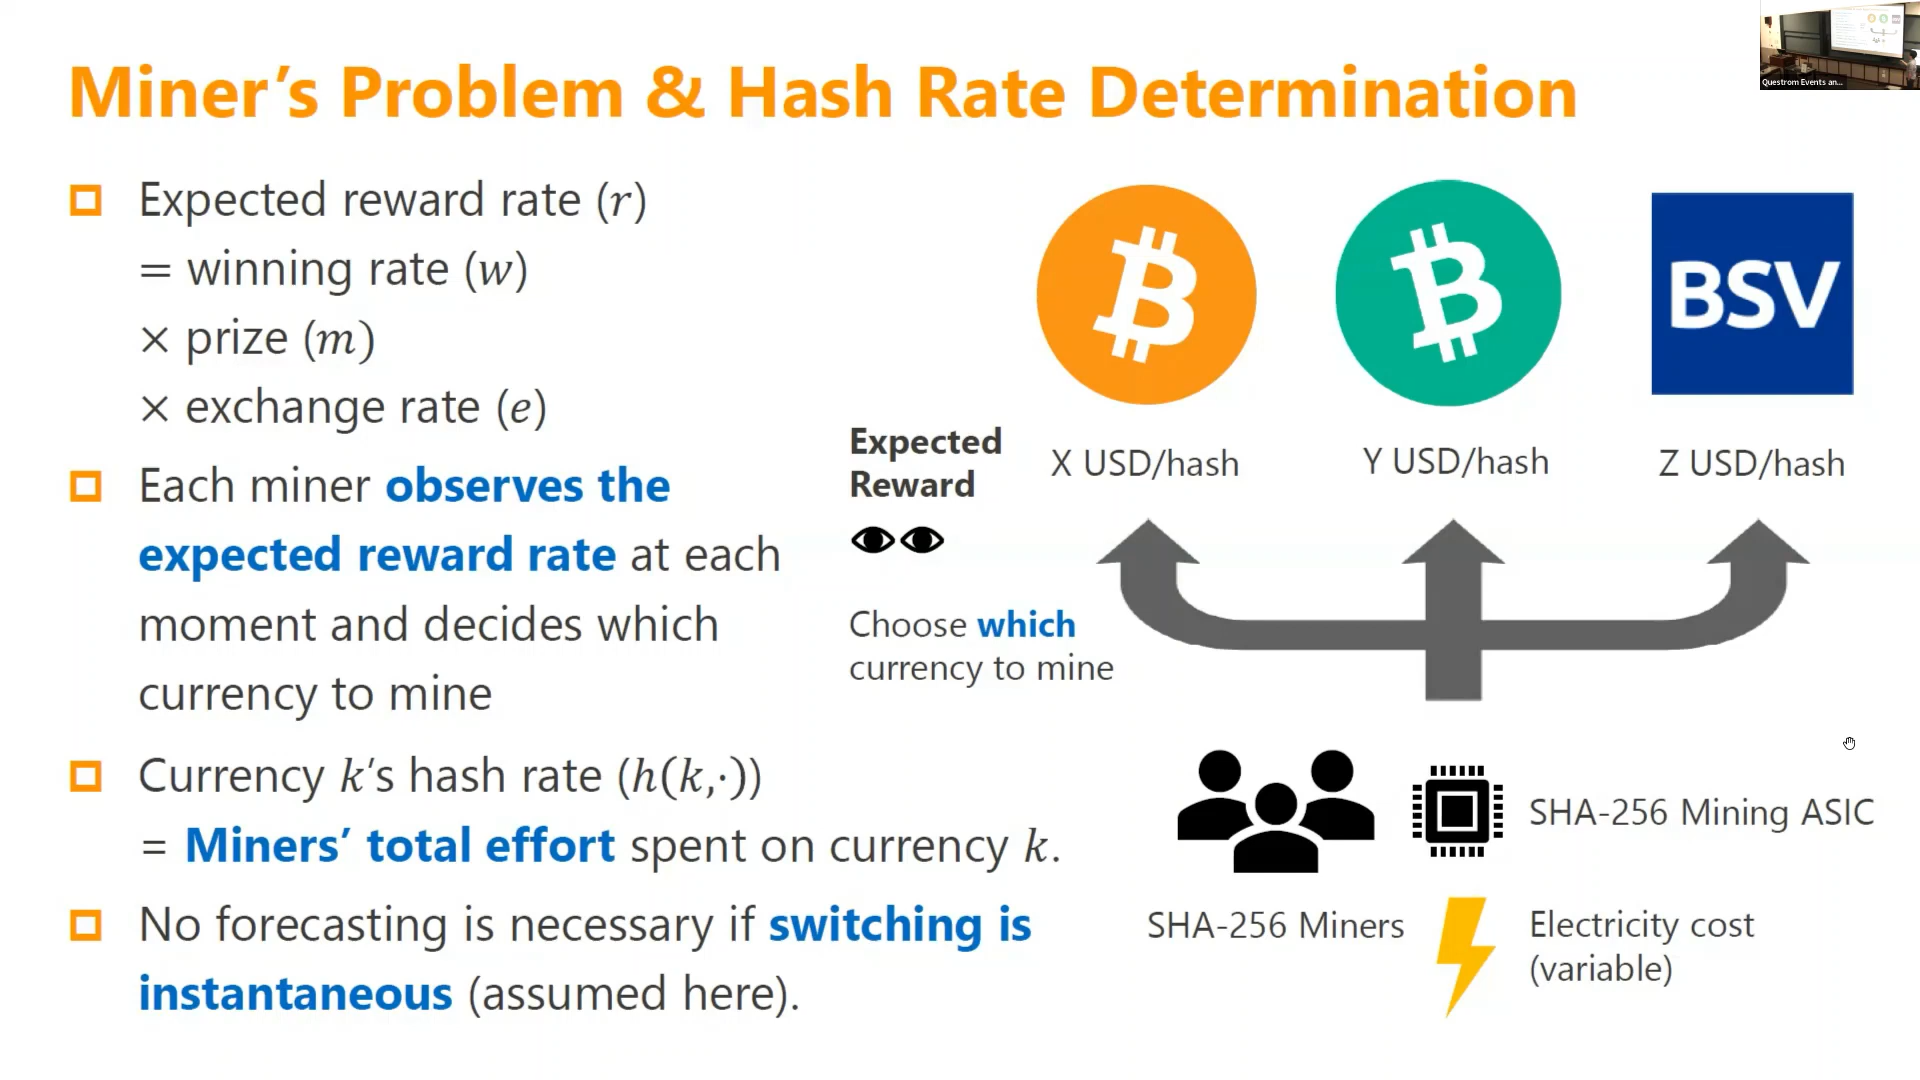 Miner's Problem & Hash Rate Determination
Expected reward rate (r)
= winning rate (w)
× prize (m)
× exchange rate (e)
Each miner observes the
expected reward rate at each
moment and decides which
currency to mine
Currency k's hash rate (h(k,·))
= Miners' total effort spent on currency k.
No forecasting is necessary if switching is
instantaneous (assumed here).
BSV
Expected
Reward
X USD/hash
Y USD/hash
Z USD/hash
Choose which
currency to mine
SHA-256 Mining ASIC
SHA-256 Miners
Electricity cost
(variable)
Questrom Events an...